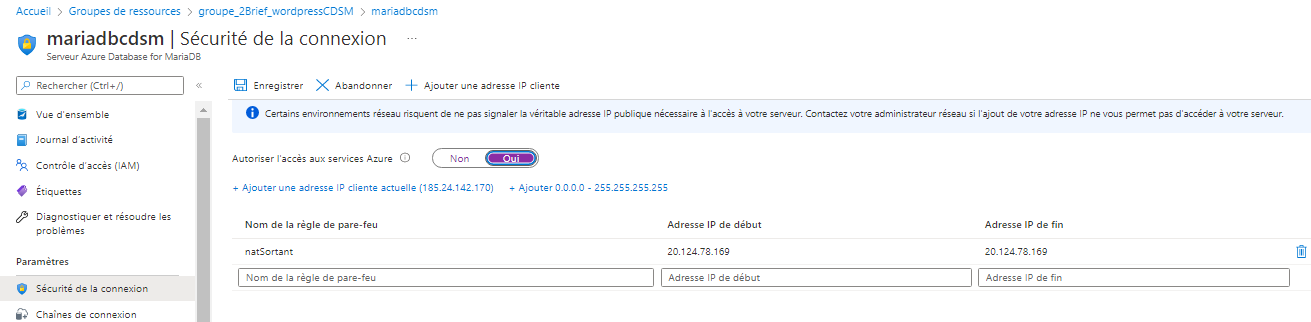 Accueil > Groupes de ressources > groupe_2Brief_wordpressCDSM > mariadbcdsm
mariadbcdsm | Sécurité de la connexion ...
Serveur Azure Database for MariaDB
Rechercher (Ctrl+/) «
Enregistrer Abandonner + Ajouter une adresse IP cliente
Vue d'ensemble
Journal d'activité
Contrôle d'accès (IAM)
Étiquettes
Diagnostiquer et résoudre les
problèmes
Paramètres
Sécurité de la connexion
Chaînes de connexion
Certains environnements réseau risquent de ne pas signaler la véritable adresse IP publique nécessaire à l'accès à votre serveur. Contactez votre administrateur réseau si l'ajout de votre adresse IP ne vous permet pas d'accéder à votre serveur.
Autoriser l'accès aux services Azure Non Oui
+ Ajouter une adresse IP cliente actuelle (185.24.142.170) + Ajouter 0.0.0.0 - 255.255.255.255
Nom de la règle de pare-feu Adresse IP de début Adresse IP de fin
natSortant 20.124.78.169 20.124.78.169
Nom de la règle de pare-feu Adresse IP de début Adresse IP de fin